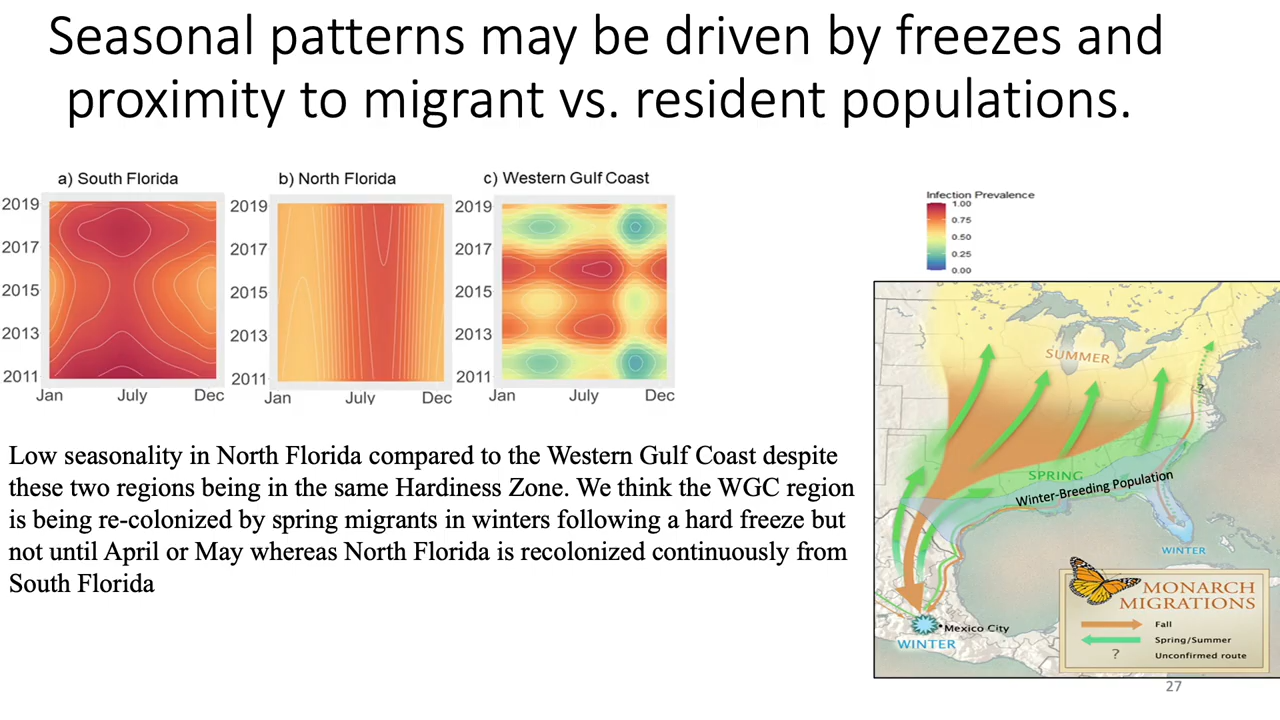 Seasonal patterns may be driven by freezes and
proximity to migrant vs. resident populations.
a) South Florida
2019
2017
2015
2013
2011
Jan
July
Dec
b) North Florida
2019
2017
2015
2013
2011
Jan
July
Dec
c) Western Gulf Coast
2019
2017
2015
2013
2011
Jan
July
Dec
Infection Prevalence
1.00
0.75
0.50
0.25
0.00
Low seasonality in North Florida compared to the Western Gulf Coast despite
these two regions being in the same Hardiness Zone. We think the WGC region
is being re-colonized by spring migrants in winters following a hard freeze but
not until April or May whereas North Florida is recolonized continuously from
South Florida
SUMMER
?
SPRING
Winter-Breeding Population
WINTER
Mexico City
WINTER
MONARCH
MIGRATIONS
Fall
Spring/Summer
? Unconfirmed route
27